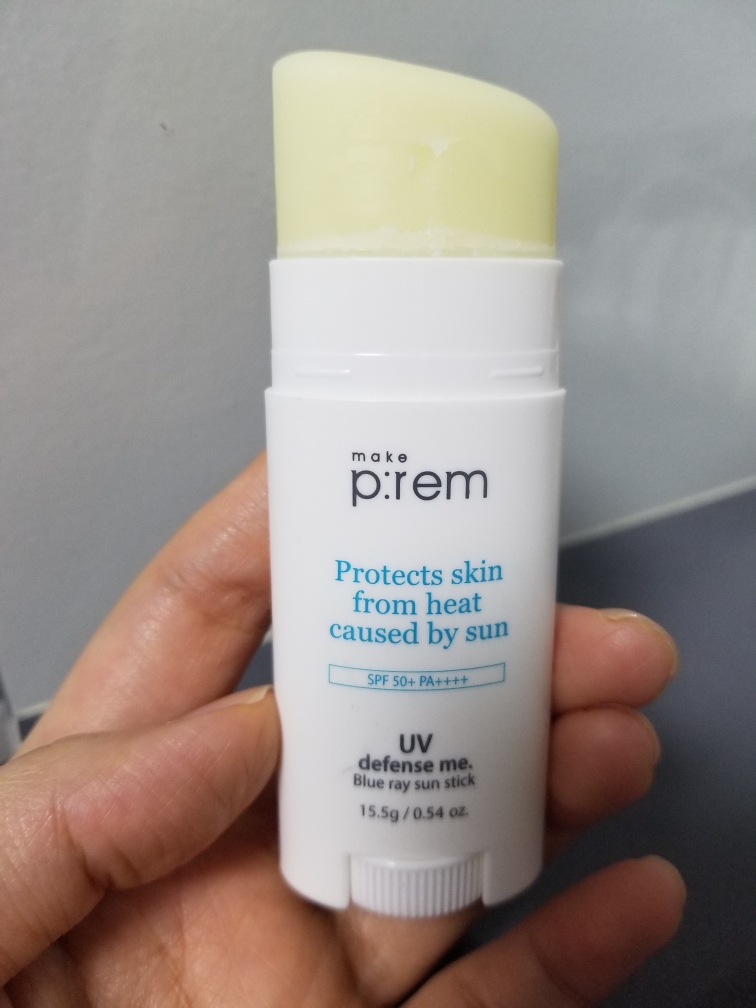 make
p:rem
Protects skin
from heat
caused by sun
SPF 50+ PA++++
UV
defense me.
Blue ray sun stick
15.5g / 0.54 oz.